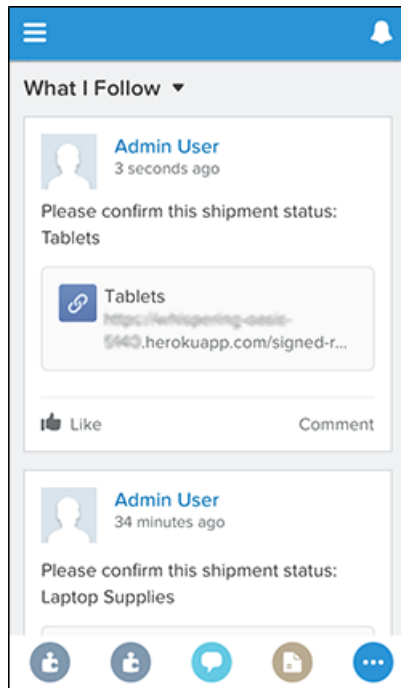 What I Follow
Admin User
3 seconds ago
Please confirm this shipment status:
Tablets
Tablets
.herokuapp.com/signed-r...
Like
Comment
Admin User
34 minutes ago
Please confirm this shipment status:
Laptop Supplies